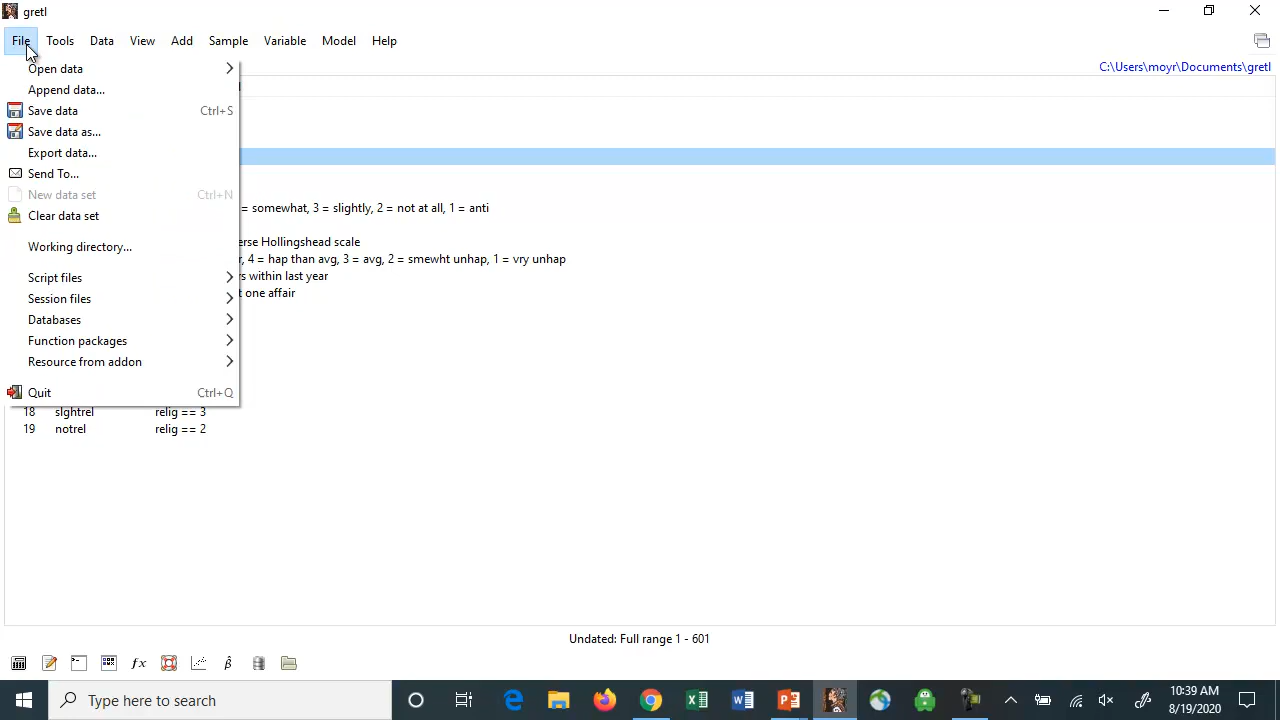 gretl
File Tools Data View Add Sample Variable Model Help
Open data
C:\Users\moyr\Documents\gretl
Append data...
Save data Ctrl+S
Save data as...
Export data...
Send To...
New data set Ctrl+N
= somewhat, 3 = slightly, 2 = not at all, 1 = anti
Clear data set
erse Hollingshead scale
Working directory...
, 4 = hap than avg, 3 = avg, 2 = smewht unhap, 1 = vry unhap
Script files
rs within last year
Session files
t one affair
Databases
Function packages
Resource from addon
Quit Ctrl+Q
18 slghtrel relig == 3
19 notrel relig == 2
Undated: Full range 1 - 601
fx
β̂
Type here to search
10:39 AM
8/19/2020